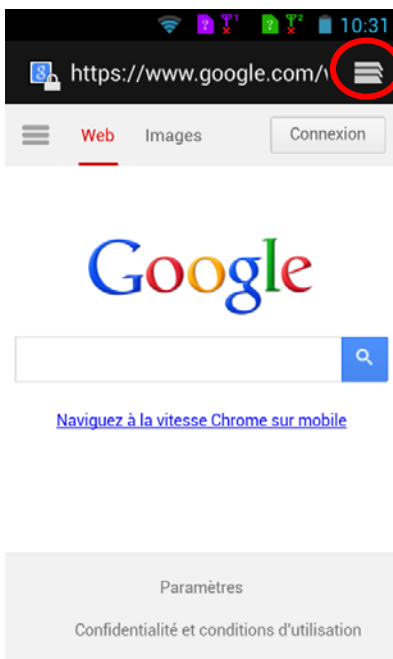 10:31
https://www.google.com/
Web Images Connexion
Google
Naviguez à la vitesse Chrome sur mobile
Paramètres
Confidentialité et conditions d'utilisation